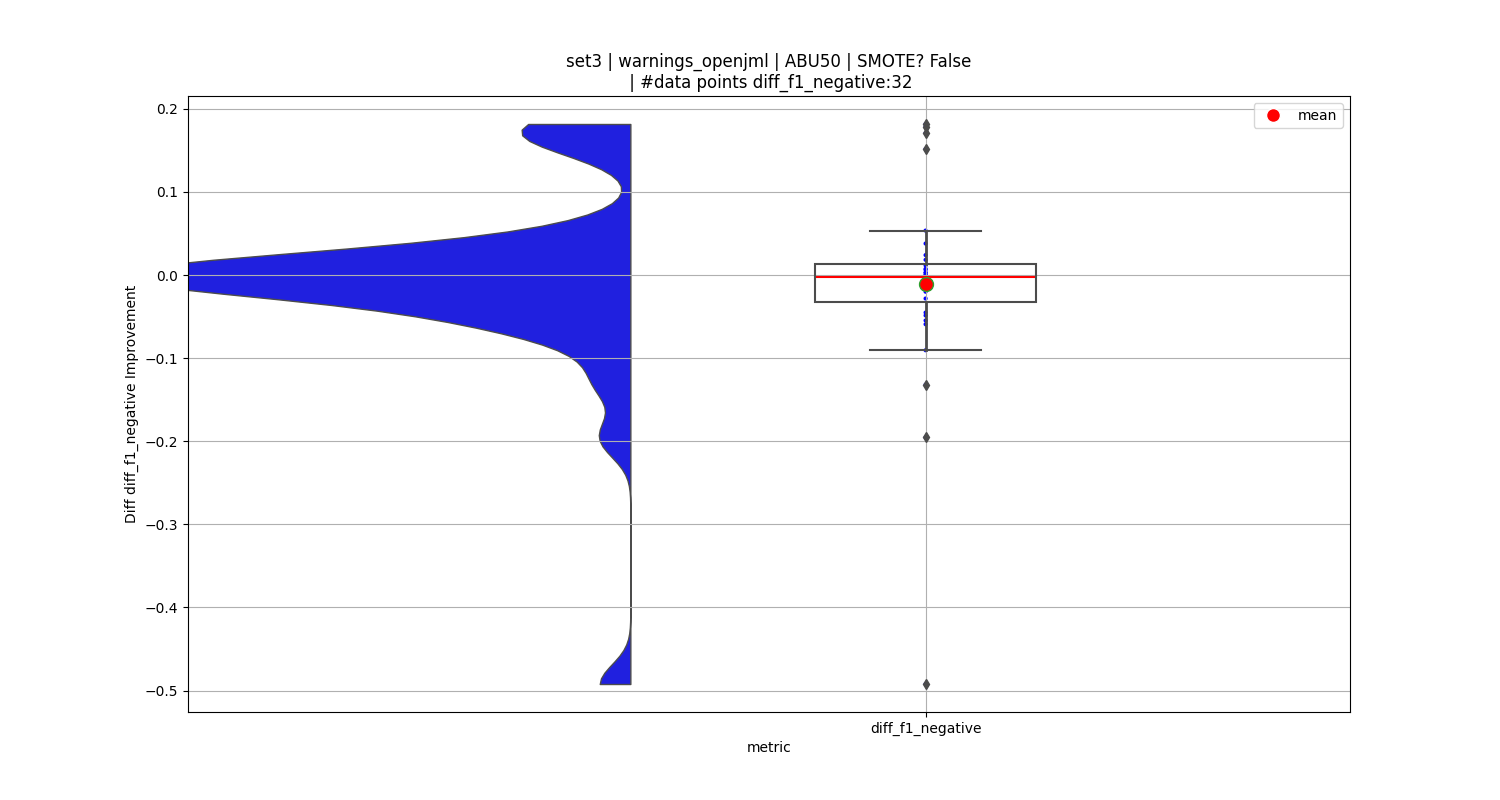 set3 | warnings_openjml | ABU50 | SMOTE? False
| #data points diff_f1_negative:32
mean
0.2
0.1
0.0
−0.1
−0.2
−0.3
−0.4
−0.5
Diff diff_f1_negative Improvement
diff_f1_negative
metric